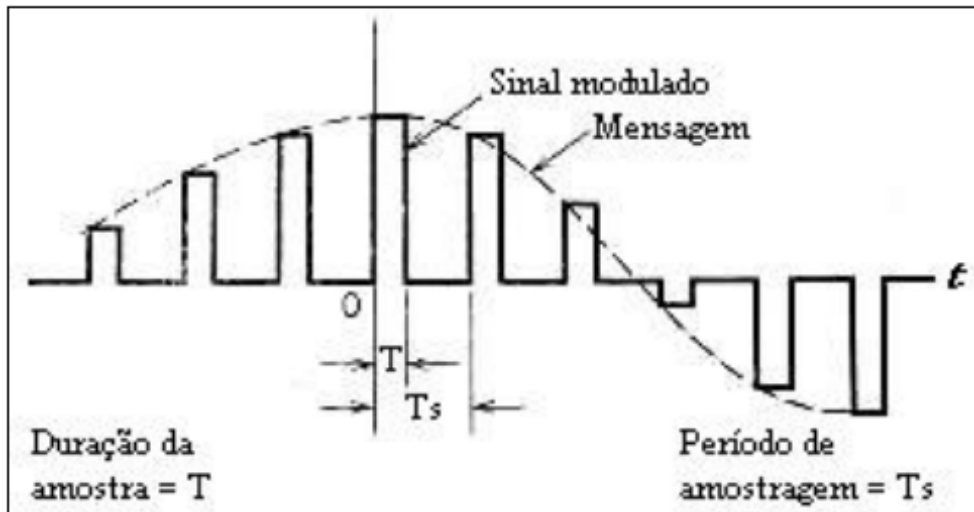 Sinal modulado
Mensagem
t
0
T
Ts
Duração da
amostra = T
Período de
amostragem = Ts